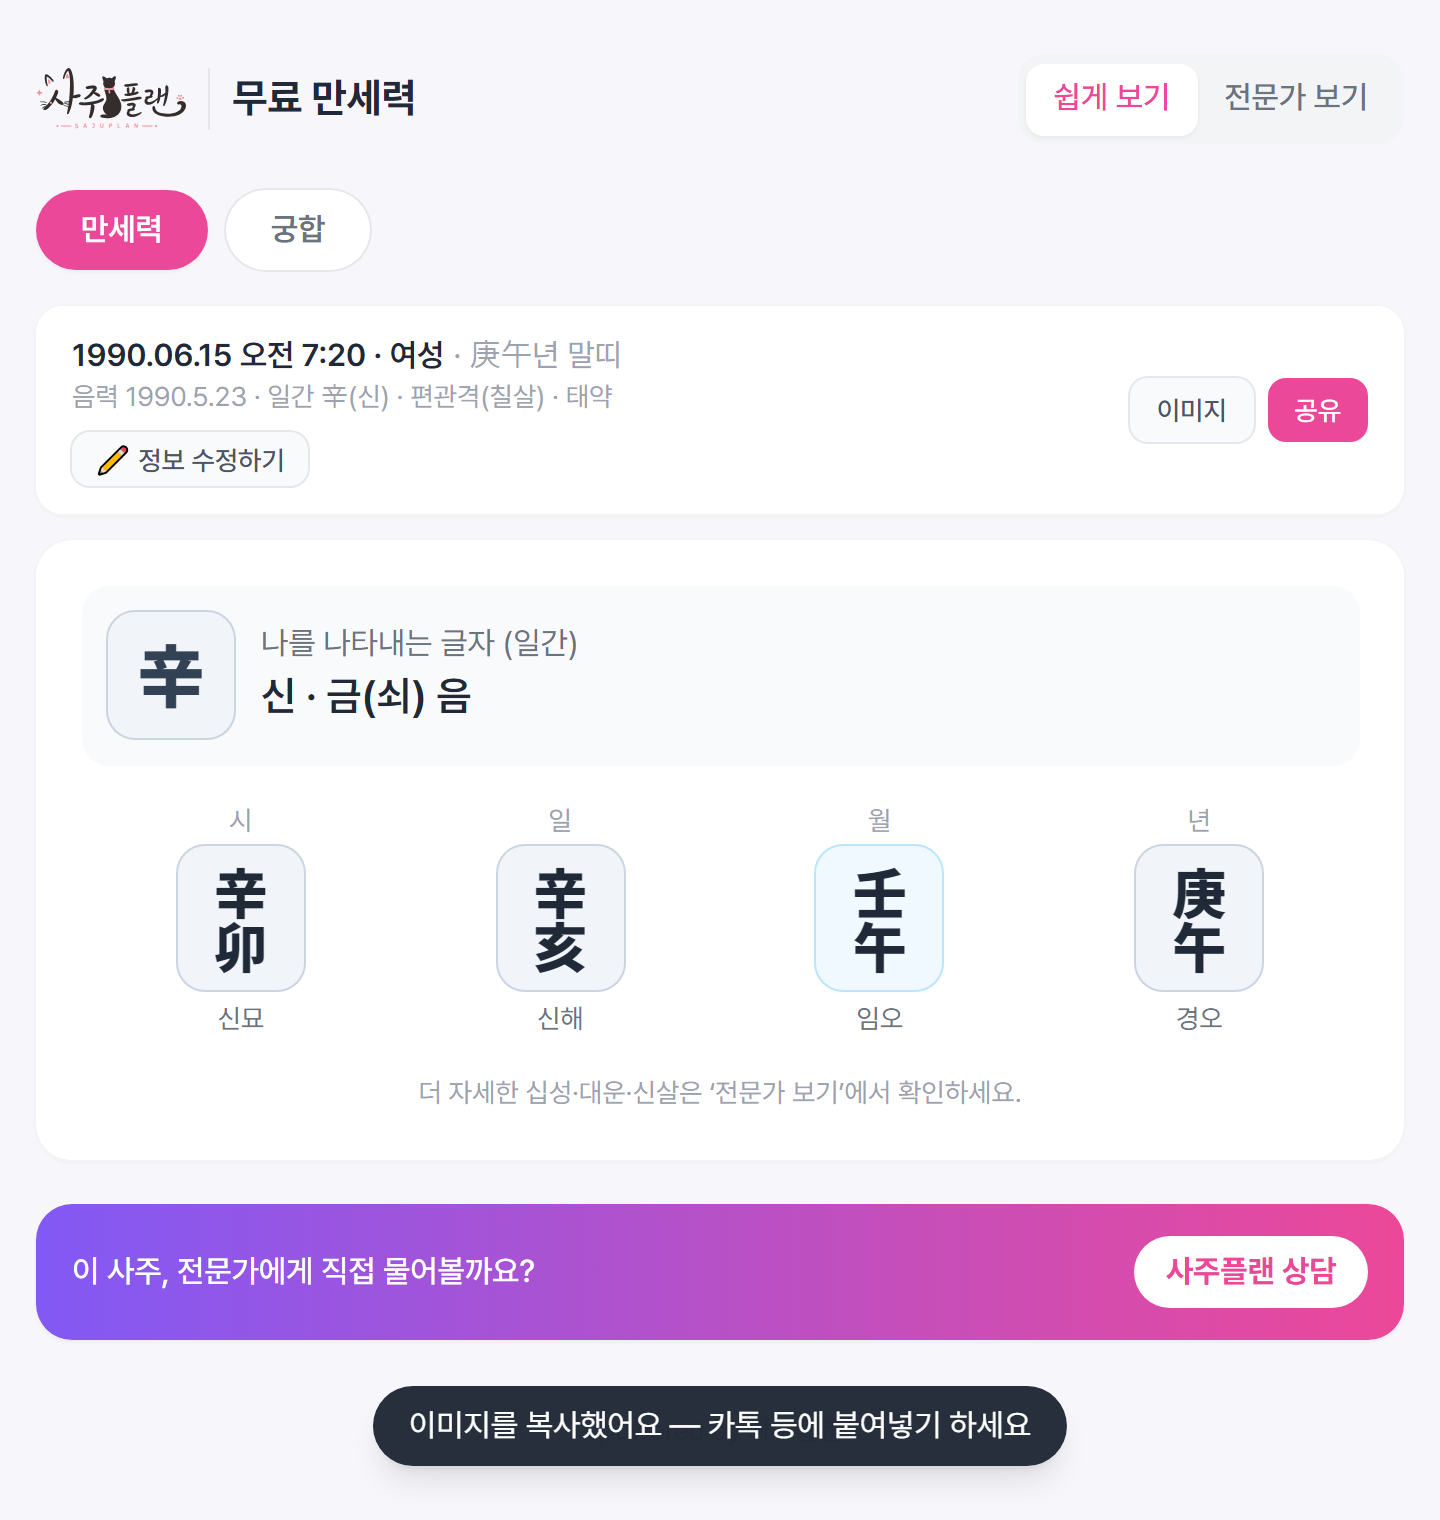 사주플랜
SAJUPLAN
무료 만세력
쉽게 보기
전문가 보기
만세력
궁합
1990.06.15 오전 7:20 · 여성 · 庚午년 말띠
음력 1990.5.23 · 일간 辛(신) · 편관격(칠살) · 태약
정보 수정하기
이미지
공유
辛
나를 나타내는 글자 (일간)
신 · 금(쇠) 음
시
일
월
년
辛
卯
辛
亥
壬
午
庚
午
신묘
신해
임오
경오
더 자세한 십성·대운·신살은 ‘전문가 보기’에서 확인하세요.
이 사주, 전문가에게 직접 물어볼까요?
사주플랜 상담
이미지를 복사했어요 — 카톡 등에 붙여넣기 하세요